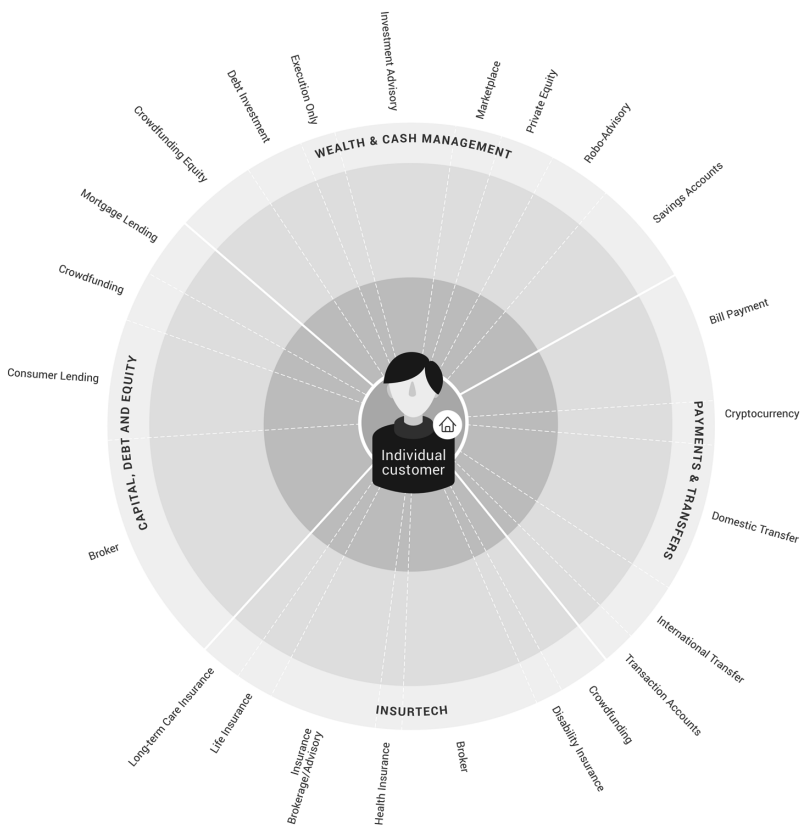 Investment Advisory
Marketplace
Private Equity
Robo-Advisory
Savings Accounts
Bill Payment
Cryptocurrency
Domestic Transfer
International Transfer
Transaction Accounts
Crowdfunding
Disability Insurance
Broker
Health Insurance
Insurance
Brokerage/Advisory
Life Insurance
Long-term Care Insurance
Broker
Consumer Lending
Crowdfunding
Mortgage Lending
Crowdfunding Equity
Debt Investment
Execution Only
WEALTH & CASH MANAGEMENT
PAYMENTS & TRANSFERS
INSURTECH
CAPITAL, DEBT AND EQUITY
Individual
customer